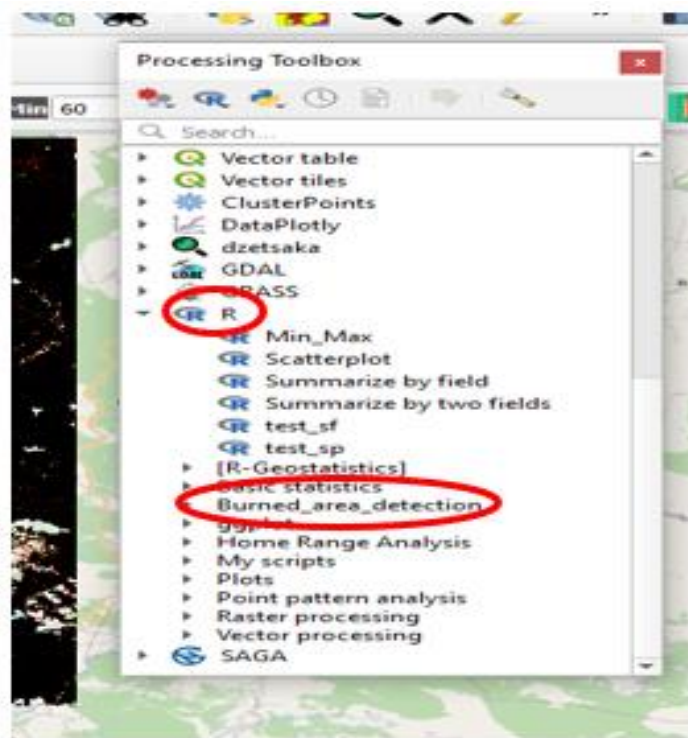 Processing Toolbox
Min 60
Search...
Vector table
Vector tiles
ClusterPoints
DataPlotly
dzetsaka
GDAL
GRASS
R
Min_Max
Scatterplot
Summarize by field
Summarize by two fields
test_sf
test_sp
[R-Geostatistics]
Basic statistics
Burned_area_detection
ggplot
Home Range Analysis
My scripts
Plots
Point pattern analysis
Raster processing
Vector processing
SAGA